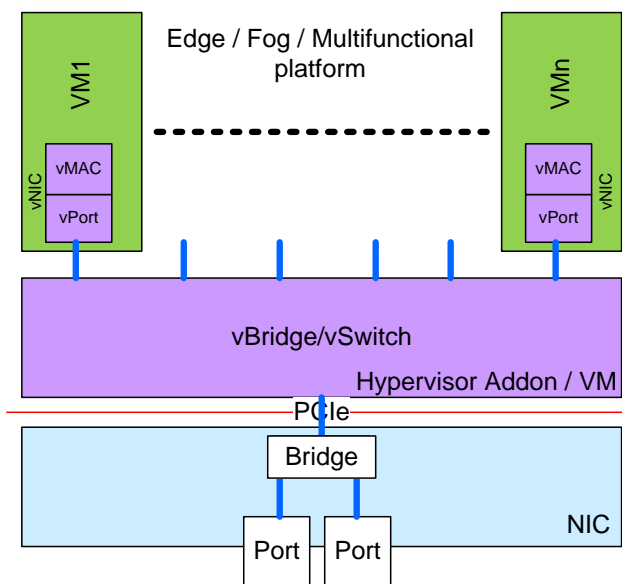 Edge / Fog / Multifunctional
platform
VM1
VMn
vNIC
vMAC
vPort
vMAC
vPort
vNIC
vBridge/vSwitch
Hypervisor Addon / VM
PCIe
Bridge
NIC
Port
Port